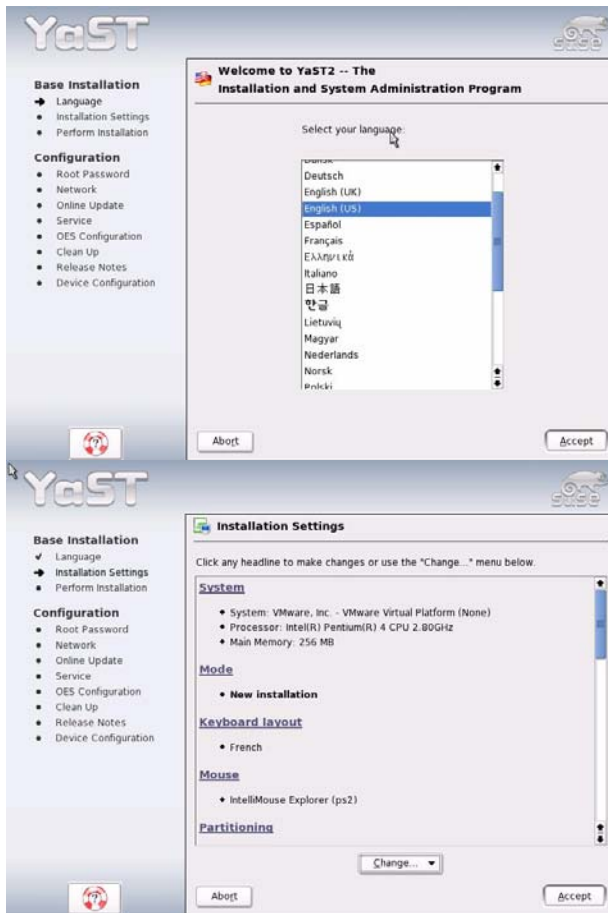 YaST
SUSE
Base Installation
Language
Installation Settings
Perform Installation
Configuration
Root Password
Network
Online Update
Service
OES Configuration
Clean Up
Release Notes
Device Configuration
Welcome to YaST2 -- The
Installation and System Administration Program
Select your language:
Dansk
Deutsch
English (UK)
English (US)
Español
Français
Ελληνικά
Italiano
日本語
한글
Lietuvių
Magyar
Nederlands
Norsk
Polski
Abort
Accept
YaST
SUSE
Base Installation
Language
Installation Settings
Perform Installation
Configuration
Root Password
Network
Online Update
Service
OES Configuration
Clean Up
Release Notes
Device Configuration
Installation Settings
Click any headline to make changes or use the "Change..." menu below.
System
System: VMware, Inc. - VMware Virtual Platform (None)
Processor: Intel(R) Pentium(R) 4 CPU 2.80GHz
Main Memory: 256 MB
Mode
New installation
Keyboard layout
French
Mouse
IntelliMouse Explorer (ps2)
Partitioning
Change...
Abort
Accept